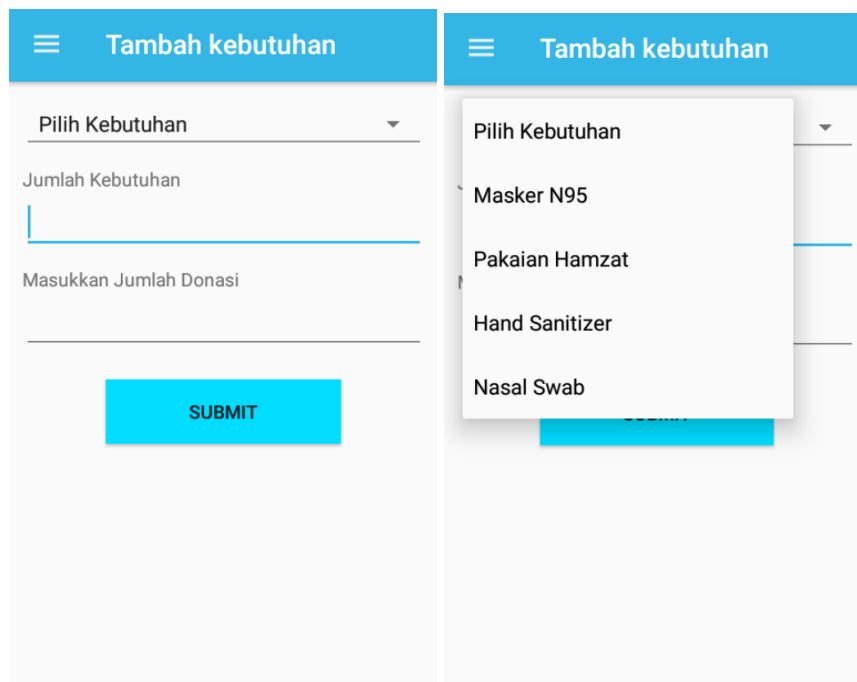 Tambah kebutuhan
Pilih Kebutuhan
Jumlah Kebutuhan
Masukkan Jumlah Donasi
SUBMIT
Tambah kebutuhan
Pilih Kebutuhan
Masker N95
Pakaian Hamzat
Hand Sanitizer
Nasal Swab